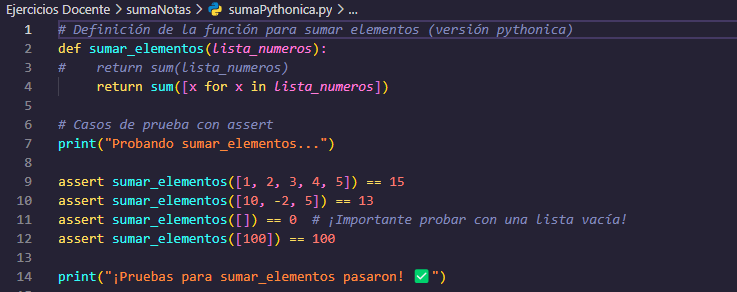 Ejercicios Docente > sumaNotas > sumaPythonica.py > ...
1 # Definición de la función para sumar elementos (versión pythonica)
2 def sumar_elementos(lista_numeros):
3 #    return sum(lista_numeros)
4     return sum([x for x in lista_numeros])
5
6 # Casos de prueba con assert
7 print("Probando sumar_elementos...")
8
9 assert sumar_elementos([1, 2, 3, 4, 5]) == 15
10 assert sumar_elementos([10, -2, 5]) == 13
11 assert sumar_elementos([]) == 0  # ¡Importante probar con una lista vacía!
12 assert sumar_elementos([100]) == 100
13
14 print("¡Pruebas para sumar_elementos pasaron! ✅")